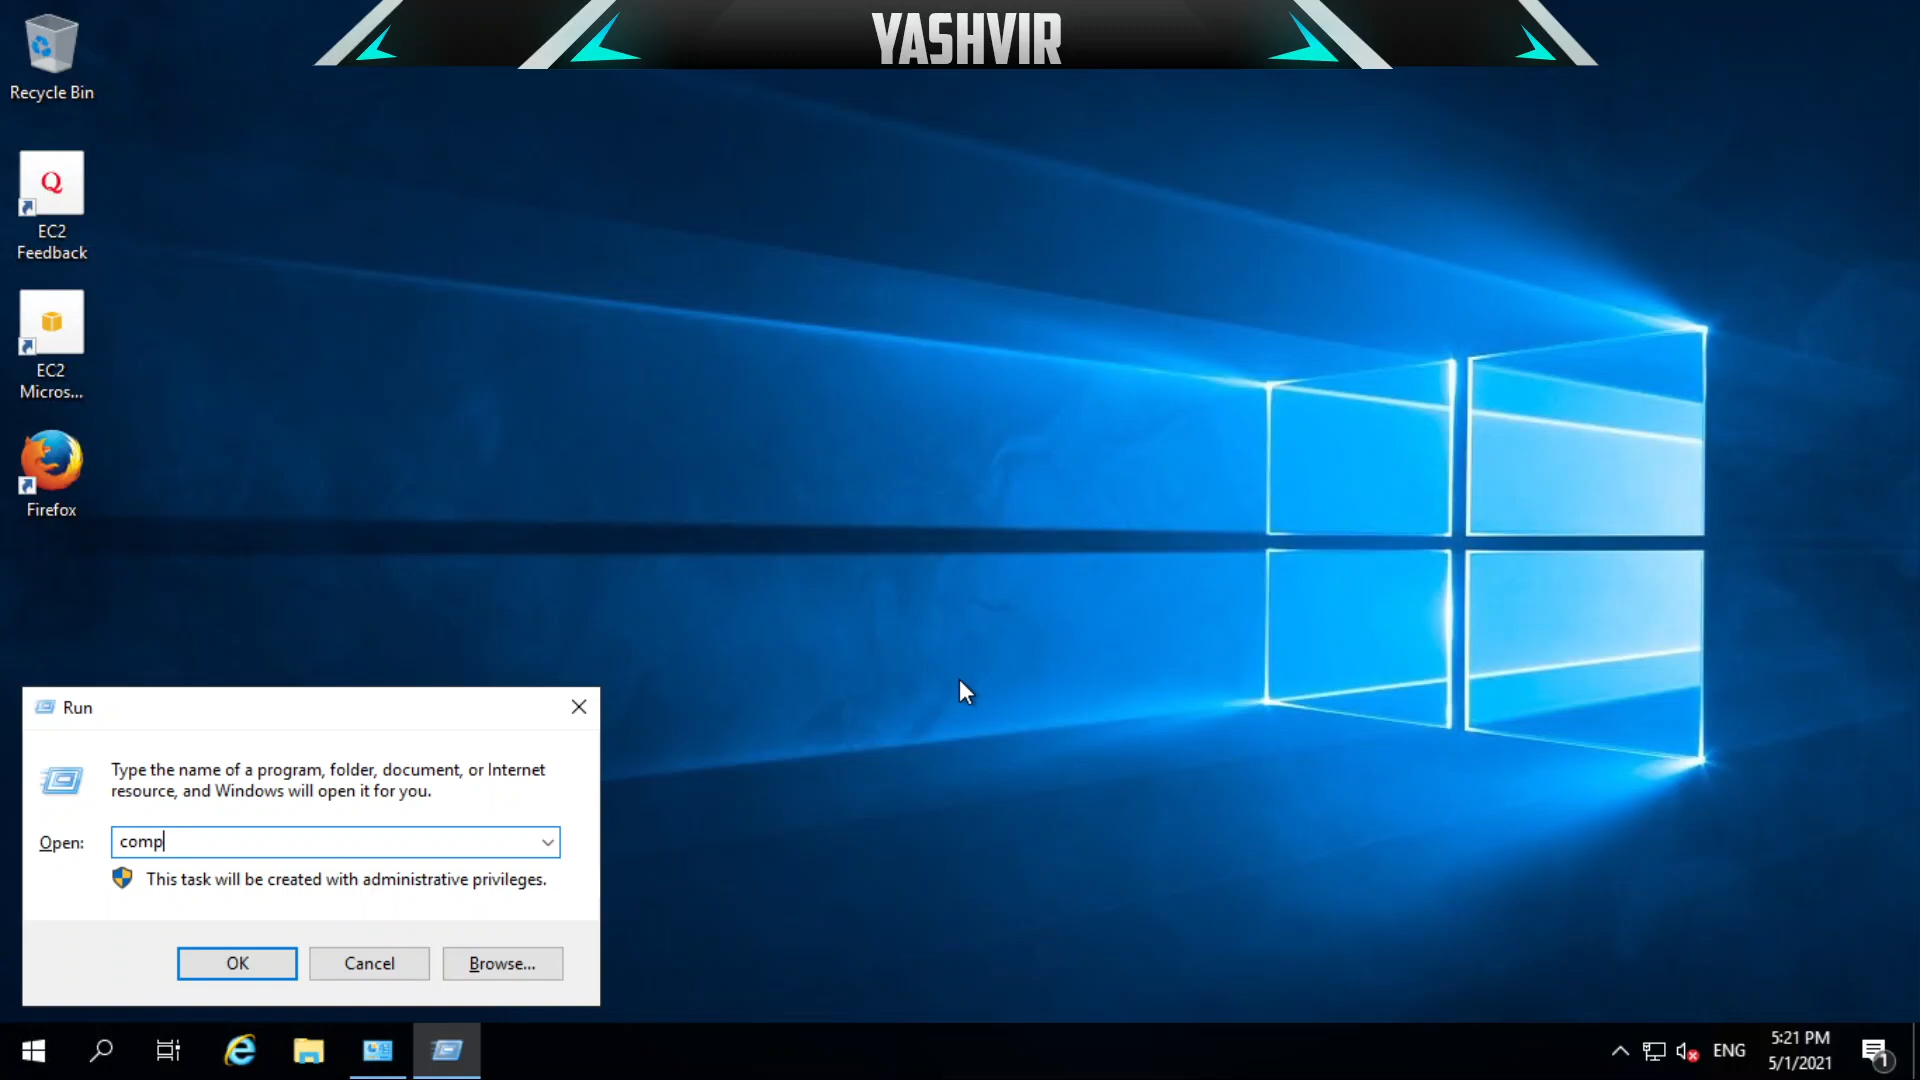 YASHVIR
Recycle Bin
EC2
Feedback
EC2
Micros...
Firefox
Run
Type the name of a program, folder, document, or Internet
resource, and Windows will open it for you.
Open:
comp
This task will be created with administrative privileges.
OK
Cancel
Browse...
ENG
5:21 PM
5/1/2021
1